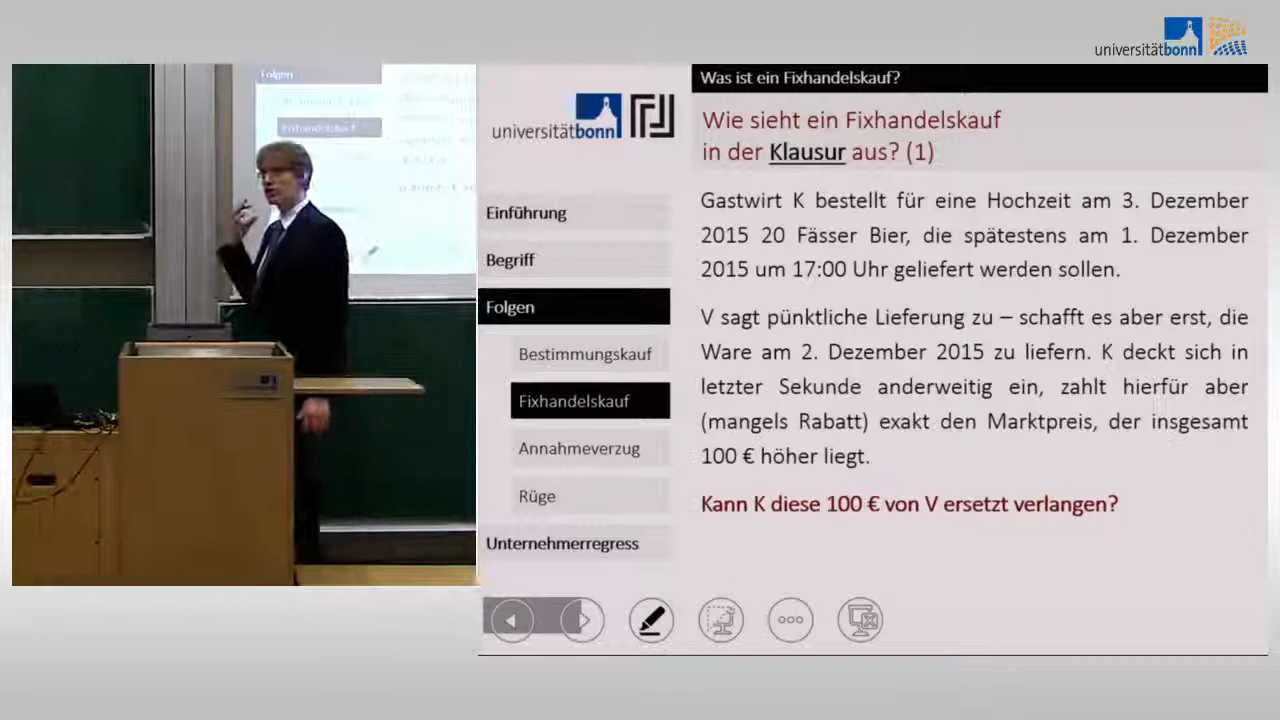 universitätbonn
Folgen
Fixhandelskauf
universitätbonn
Was ist ein Fixhandelskauf?
Wie sieht ein Fixhandelskauf
in der Klausur aus? (1)
Einführung
Begriff
Folgen
Bestimmungskauf
Fixhandelskauf
Annahmeverzug
Rüge
Unternehmerregress
Gastwirt K bestellt für eine Hochzeit am 3. Dezember
2015 20 Fässer Bier, die spätestens am 1. Dezember
2015 um 17:00 Uhr geliefert werden sollen.
V sagt pünktliche Lieferung zu – schafft es aber erst, die
Ware am 2. Dezember 2015 zu liefern. K deckt sich in
letzter Sekunde anderweitig ein, zahlt hierfür aber
(mangels Rabatt) exakt den Marktpreis, der insgesamt
100 € höher liegt.
Kann K diese 100 € von V ersetzt verlangen?